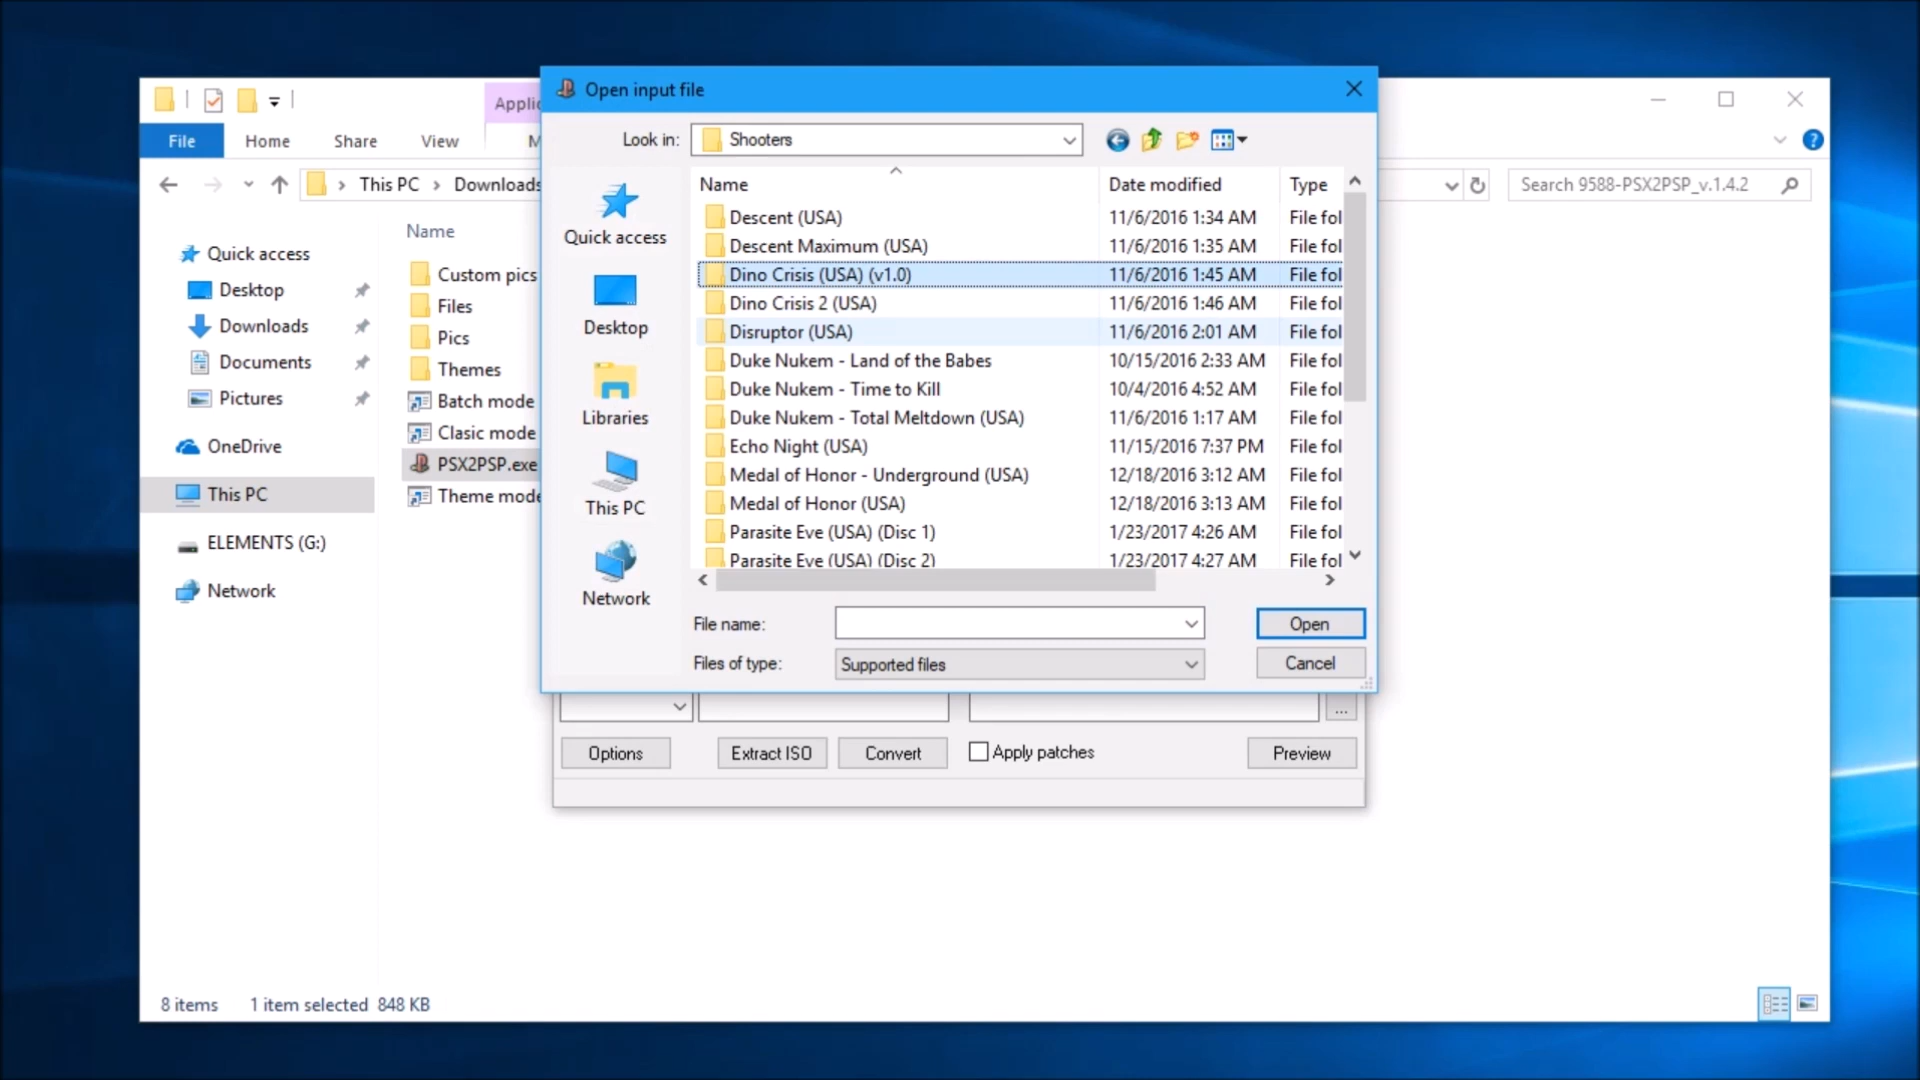 Open input file
Applic
File
Home
Share
View
M
Look in:
Shooters
This PC
Downloads
Search 9588-PSX2PSP_v.1.4.2
Name
Quick access
Desktop
Downloads
Documents
Pictures
OneDrive
This PC
ELEMENTS (G:)
Network
Name
Custom pics
Files
Pics
Themes
Batch mode
Clasic mode
PSX2PSP.exe
Theme mode
Quick access
Desktop
Libraries
This PC
Network
Name Date modified Type
Descent (USA) 11/6/2016 1:34 AM File fol
Descent Maximum (USA) 11/6/2016 1:35 AM File fol
Dino Crisis (USA) (v1.0) 11/6/2016 1:45 AM File fol
Dino Crisis 2 (USA) 11/6/2016 1:46 AM File fol
Disruptor (USA) 11/6/2016 2:01 AM File fol
Duke Nukem - Land of the Babes 10/15/2016 2:33 AM File fol
Duke Nukem - Time to Kill 10/4/2016 4:52 AM File fol
Duke Nukem - Total Meltdown (USA) 11/6/2016 1:17 AM File fol
Echo Night (USA) 11/15/2016 7:37 PM File fol
Medal of Honor - Underground (USA) 12/18/2016 3:12 AM File fol
Medal of Honor (USA) 12/18/2016 3:13 AM File fol
Parasite Eve (USA) (Disc 1) 1/23/2017 4:26 AM File fol
Parasite Eve (USA) (Disc 2) 1/23/2017 4:27 AM File fol
File name:
Open
Files of type:
Supported files
Cancel
...
Options
Extract ISO
Convert
Apply patches
Preview
8 items 1 item selected 848 KB